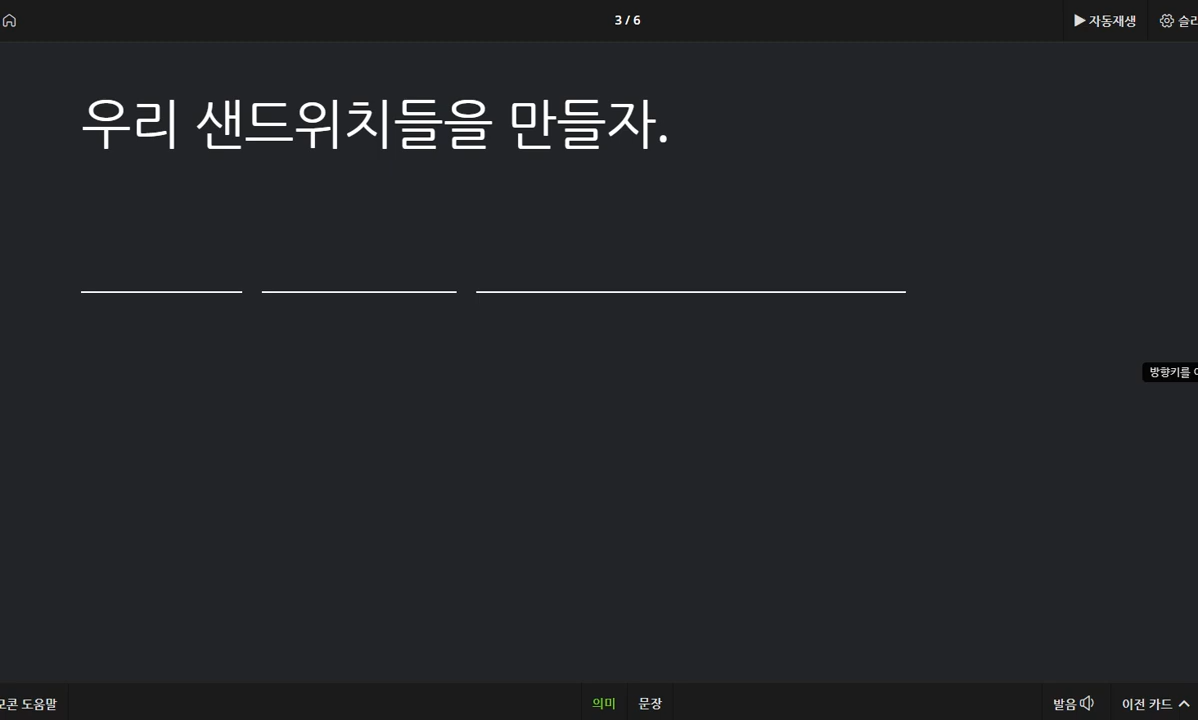 3 / 6
자동재생
우리 샌드위치들을 만들자.
방향키를
도움말
의미
문장
발음
이전 카드